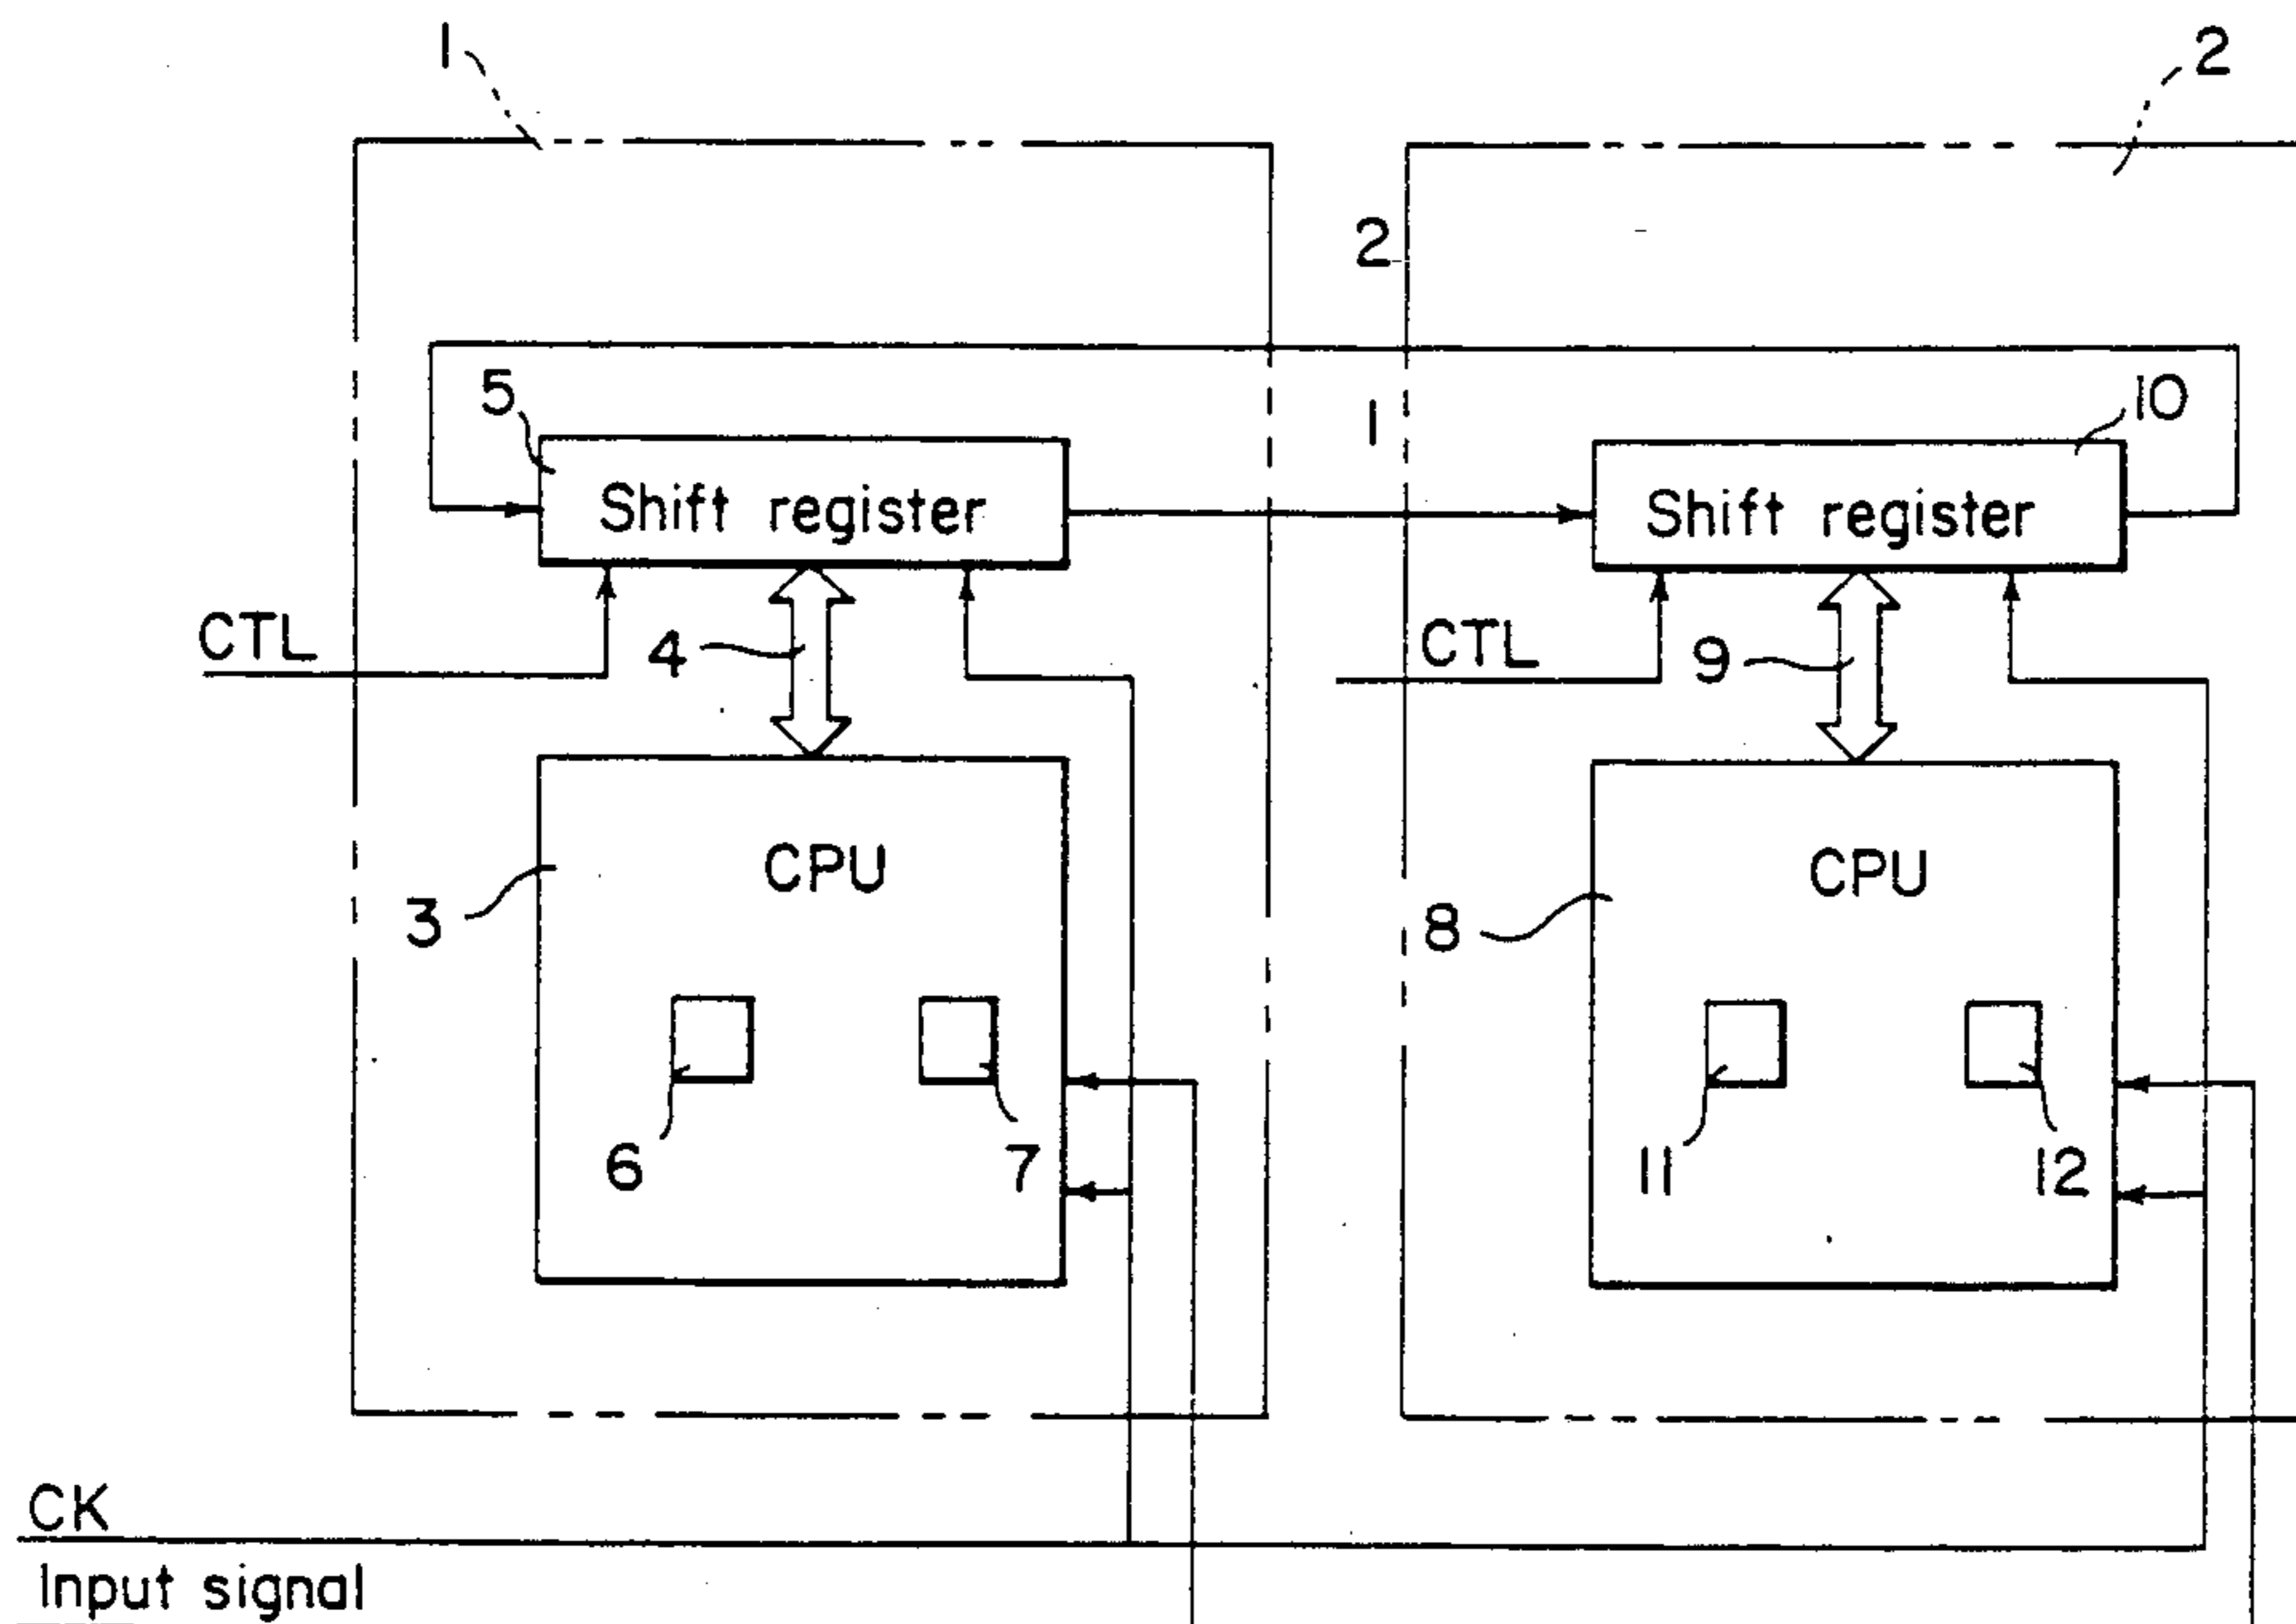 1
2
2
5
1
10
Shift register
Shift register
CTL
4
CTL
9
CPU
CPU
3
8
6
7
11
12
CK
Input signal